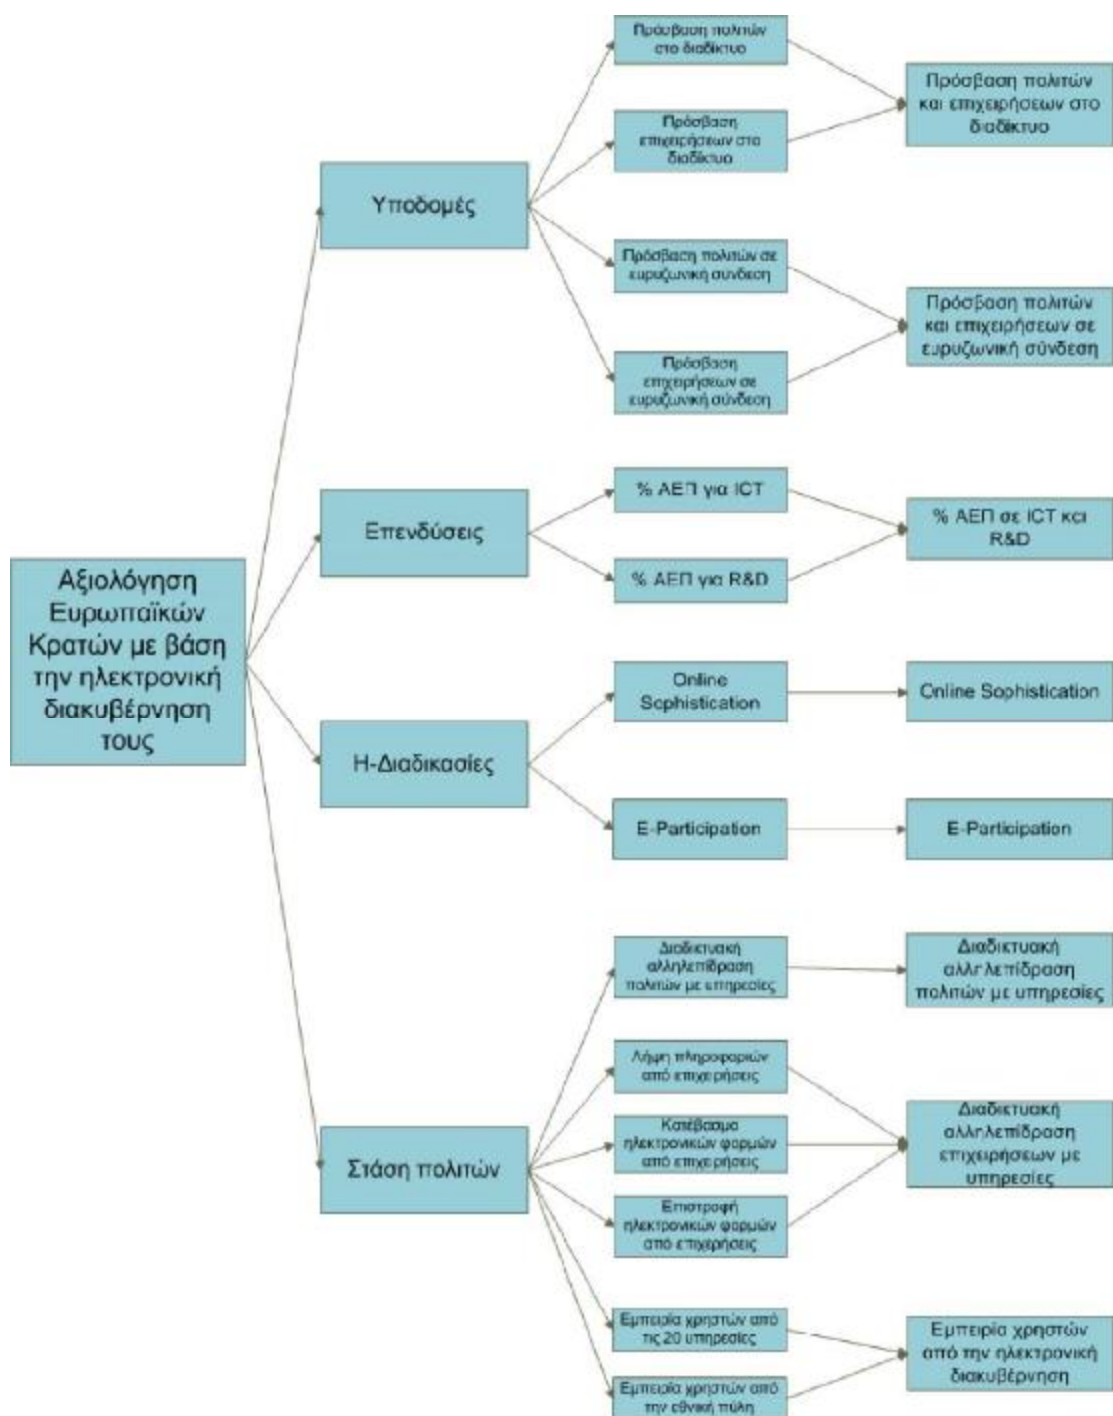 Πρόσβαση πολιτών
στο διαδίκτυο
Πρόσβαση πολιτών
και επιχειρήσεων στο
διαδίκτυο
Πρόσβαση
επιχειρήσεων στο
διαδίκτυο
Υποδομές
Πρόσβαση πολιτών σε
ευρυζωνική σύνδεση
Πρόσβαση πολιτών
και επιχειρήσεων σε
ευρυζωνική σύνδεση
Πρόσβαση
επιχειρήσεων σε
ευρυζωνική σύνδεση
% ΑΕΠ για ICT
Επενδύσεις
% ΑΕΠ σε ICT και
R&D
% ΑΕΠ για R&D
Αξιολόγηση
Ευρωπαϊκών
Κρατών με βάση
την ηλεκτρονική
διακυβέρνηση
τους
Online
Sophistication
Online Sophistication
Η-Διαδικασίες
E-Participation
E-Participation
Διαδικτυακή
αλληλεπίδραση
πολιτών με υπηρεσίες
Διαδικτυακή
αλληλεπίδραση
πολιτών με υπηρεσίες
Λήψη πληροφοριών
από επιχειρήσεις
Κατέβασμα
ηλεκτρονικών φορμών
από επιχειρήσεις
Διαδικτυακή
αλληλεπίδραση
επιχειρήσεων με
υπηρεσίες
Στάση πολιτών
Επιστροφή
ηλεκτρονικών φορμών
από επιχερήσεις
Εμπειρία χρηστών από
τις 20 υπηρεσίες
Εμπειρία χρηστών
από την ηλεκτρονική
διακυβέρνηση
Εμπειρία χρηστών από
την εθνική πύλη